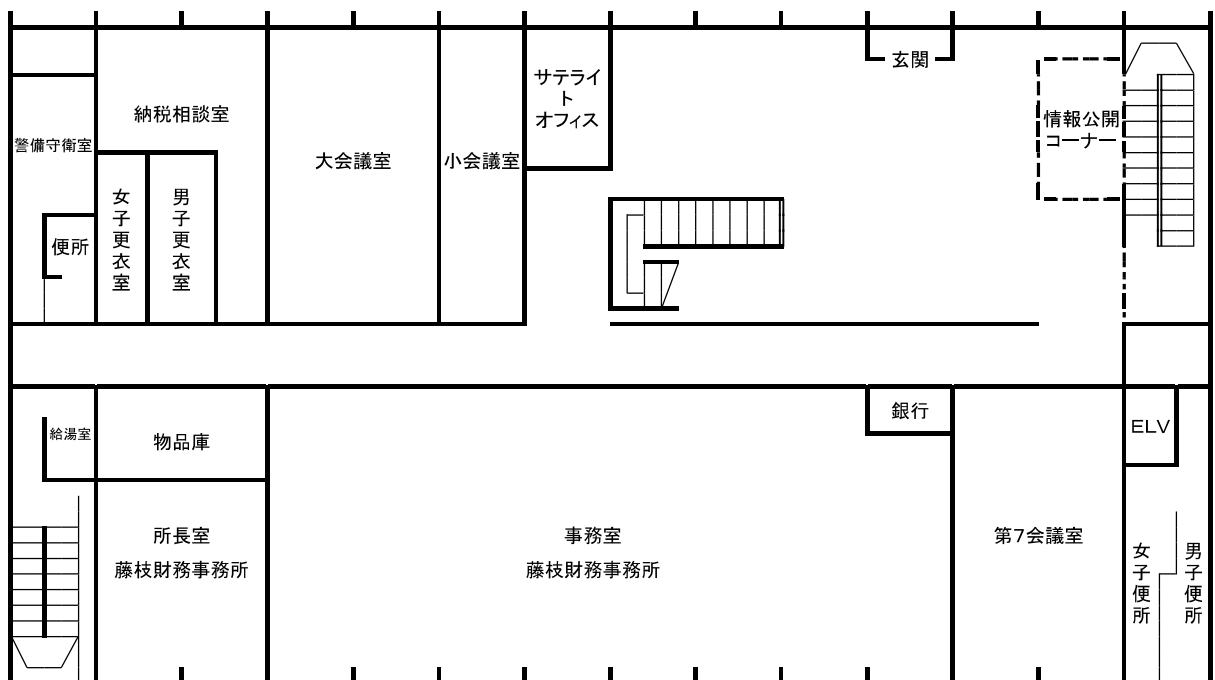 玄関
サテライ
ト
オフィス
納税相談室
情報公開
コーナー
警備守衛室
大会議室
小会議室
女子更衣室
男子更衣室
便所
銀行
ELV
給湯室
物品庫
所長室
藤枝財務事務所
事務室
藤枝財務事務所
第7会議室
女子便所
男子便所